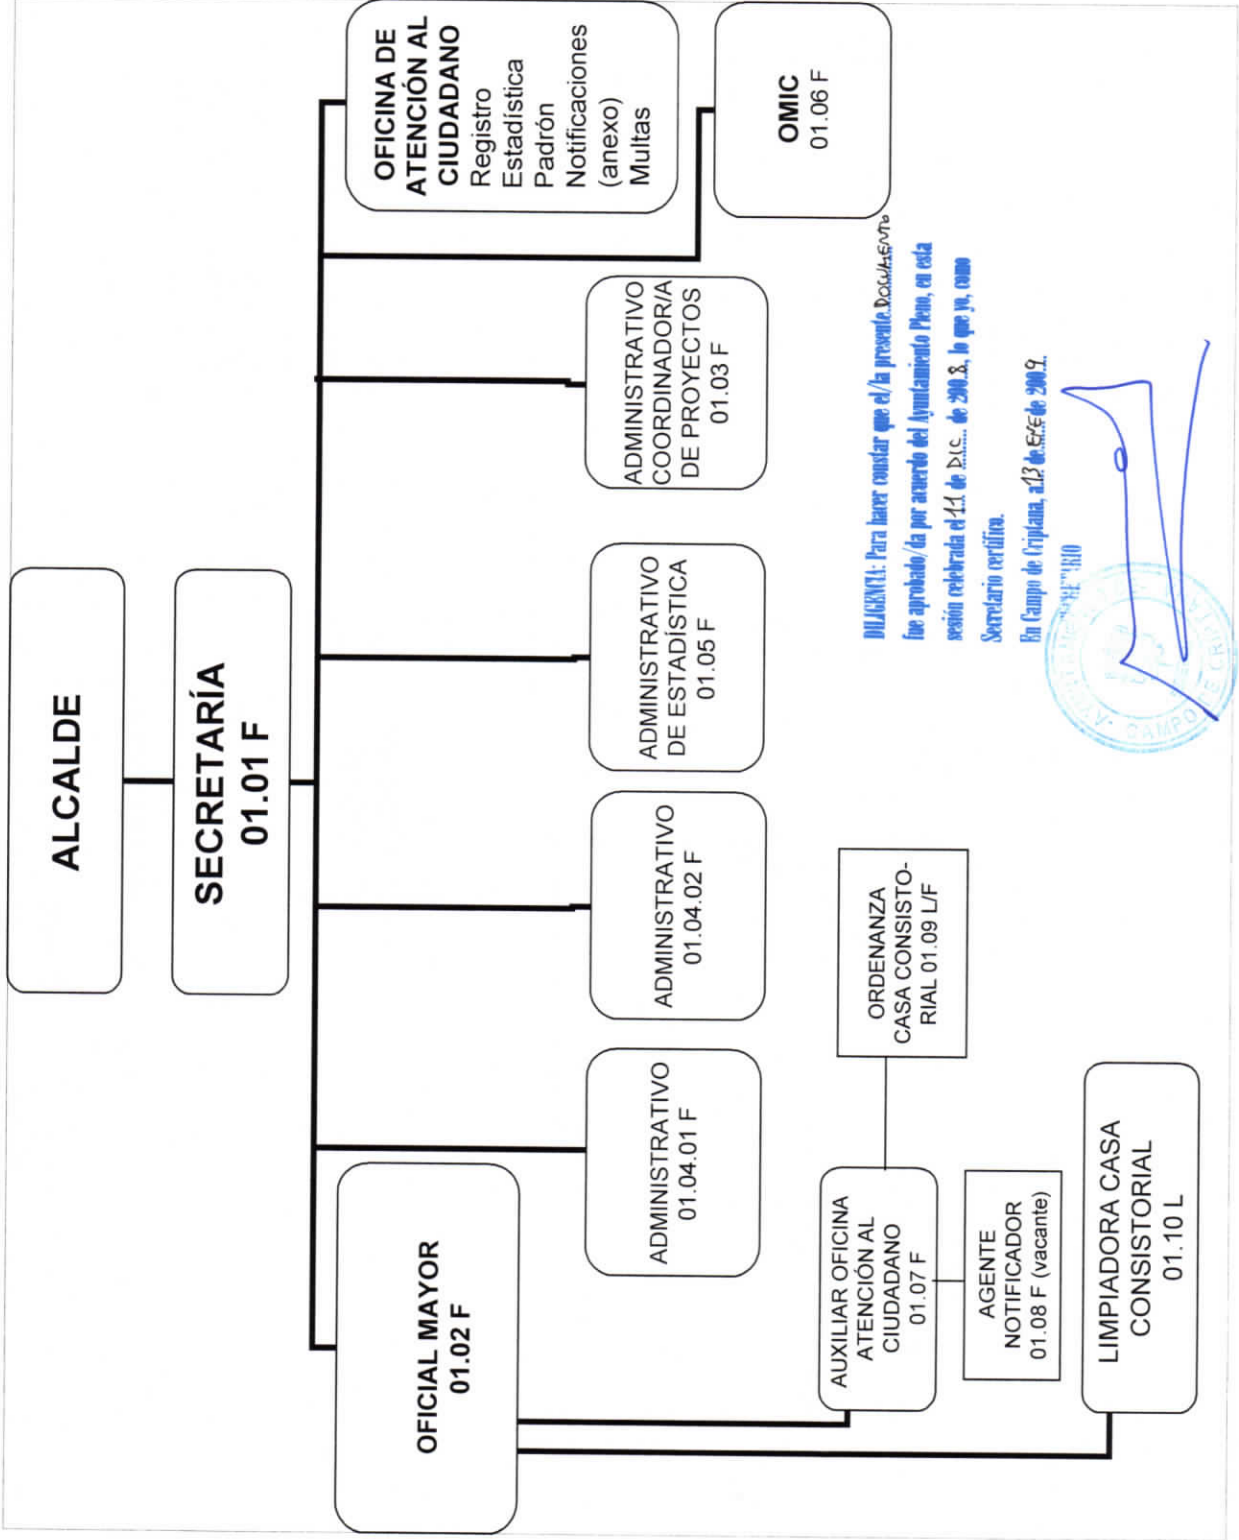 ALCALDE
SECRETARÍA
01.01 F
OFICIAL MAYOR
01.02 F
ADMINISTRATIVO
01.04.01 F
ADMINISTRATIVO
01.04.02 F
ADMINISTRATIVO
DE ESTADÍSTICA
01.05 F
ADMINISTRATIVO
COORDINADOR/A
DE PROYECTOS
01.03 F
OFICINA DE
ATENCIÓN AL
CIUDADANO
Registro
Estadística
Padrón
Notificaciones
(anexo)
Multas
OMIC
01.06 F
AUXILIAR OFICINA
ATENCIÓN AL
CIUDADANO
01.07 F
ORDENANZA
CASA CONSISTO-
RIAL 01.09 L/F
AGENTE
NOTIFICADOR
01.08 F (vacante)
LIMPIADORA CASA
CONSISTORIAL
01.10 L
DILIGENCIA: Para hacer constar que el/la presente DOCUMENTO
fue aprobado/da por acuerdo del Ayuntamiento Pleno, en esta
sesión celebrada el 11 de DIC de 2008, lo que yo, como
Secretario certifico.
En Campo de Criptana, a 13 de ENE de 2009.